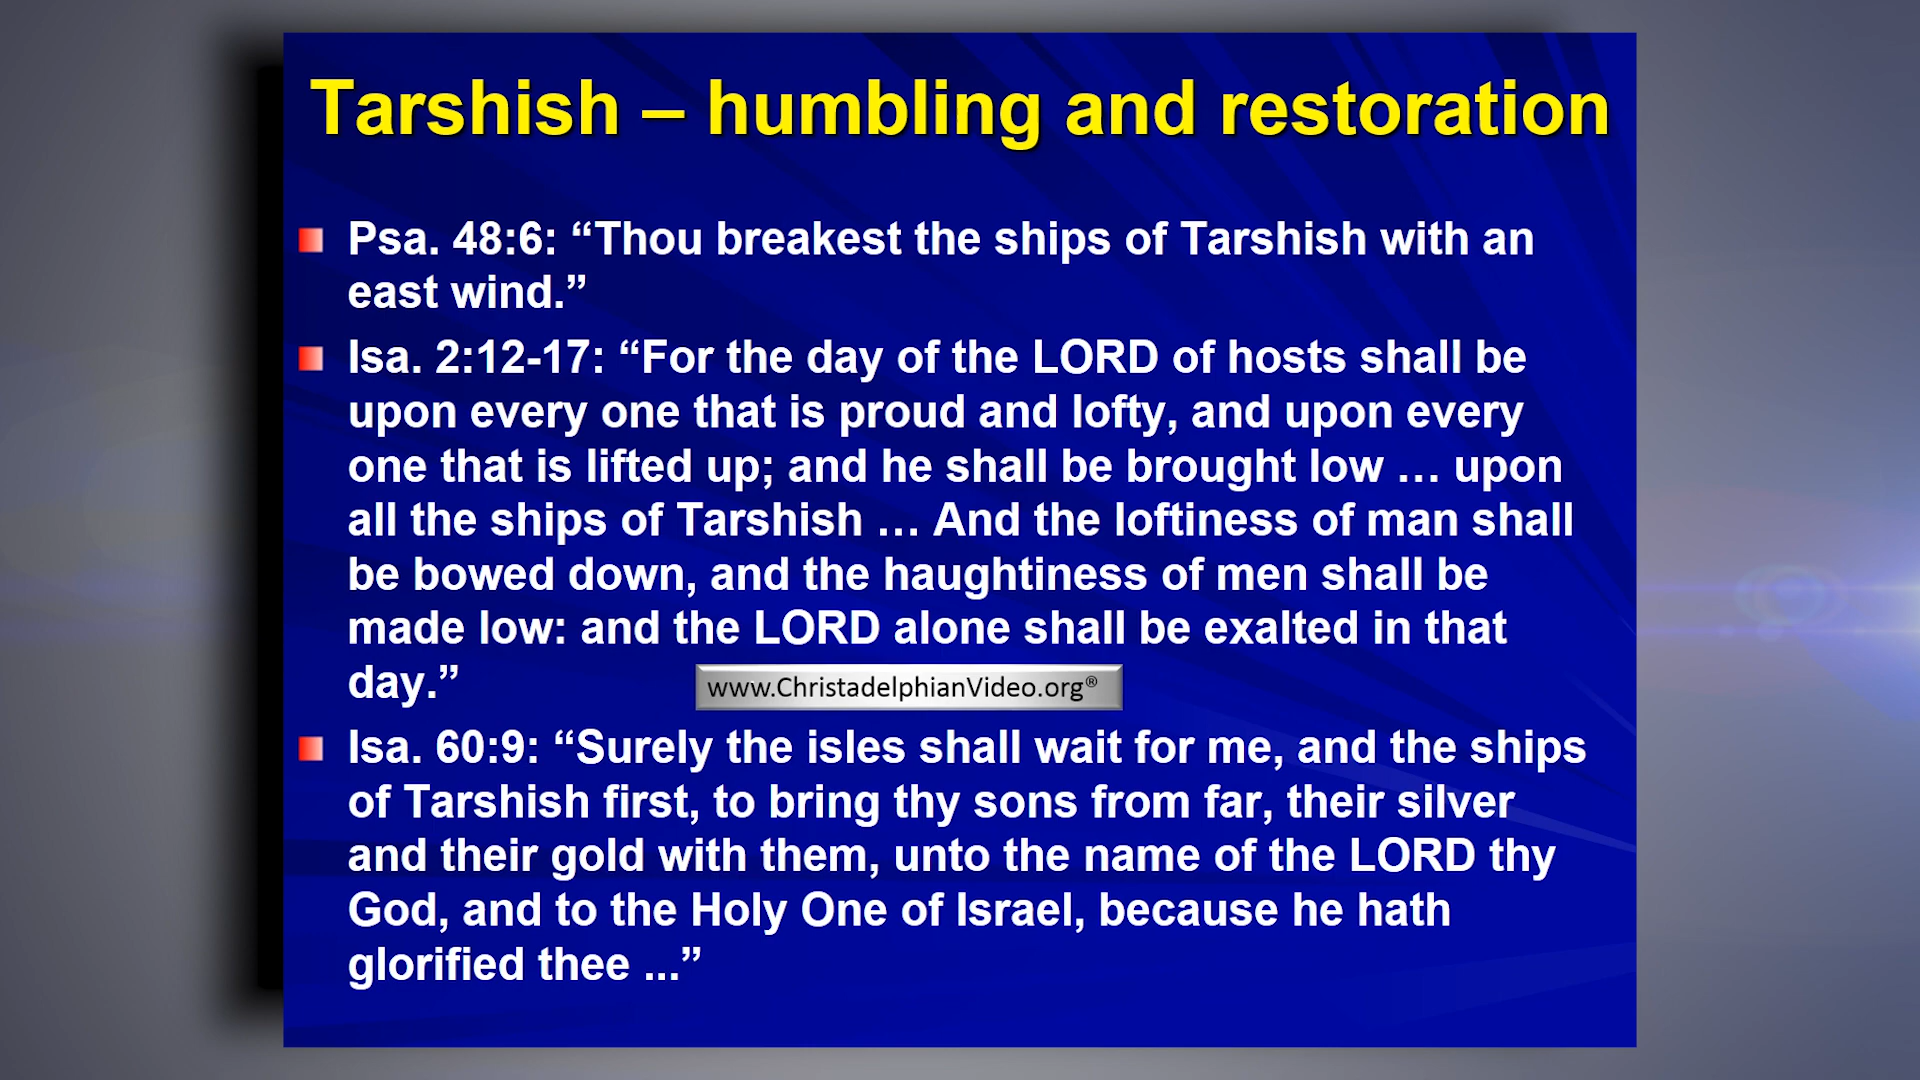 Tarshish – humbling and restoration
Psa. 48:6: “Thou breakest the ships of Tarshish with an
east wind.”
Isa. 2:12-17: “For the day of the LORD of hosts shall be
upon every one that is proud and lofty, and upon every
one that is lifted up; and he shall be brought low … upon
all the ships of Tarshish … And the loftiness of man shall
be bowed down, and the haughtiness of men shall be
made low: and the LORD alone shall be exalted in that
day.”
www.ChristadelphianVideo.org®
Isa. 60:9: “Surely the isles shall wait for me, and the ships
of Tarshish first, to bring thy sons from far, their silver
and their gold with them, unto the name of the LORD thy
God, and to the Holy One of Israel, because he hath
glorified thee ...”